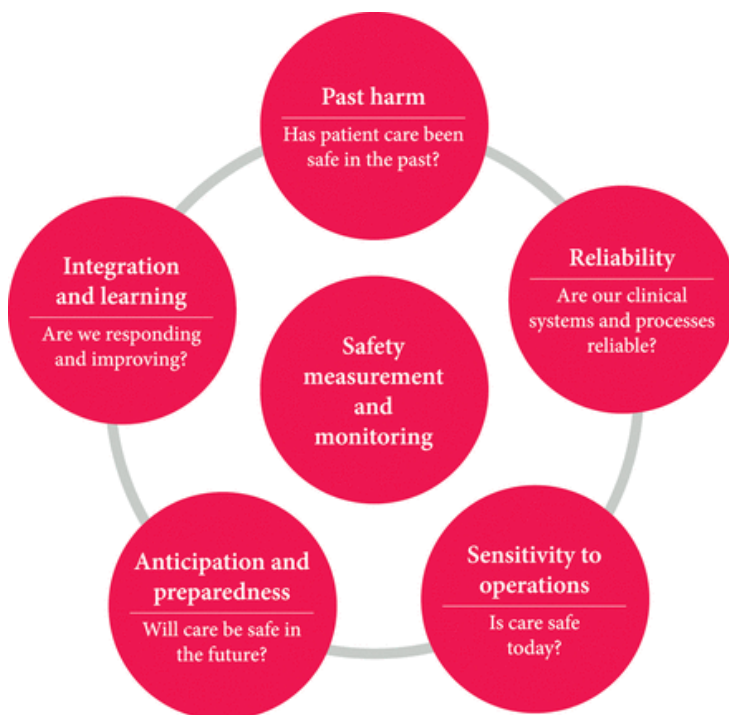 Past harm
Has patient care been
safe in the past?
Reliability
Are our clinical
systems and processes
reliable?
Sensitivity to
operations
Is care safe
today?
Anticipation and
preparedness
Will care be safe in
the future?
Integration
and learning
Are we responding
and improving?
Safety
measurement
and
monitoring